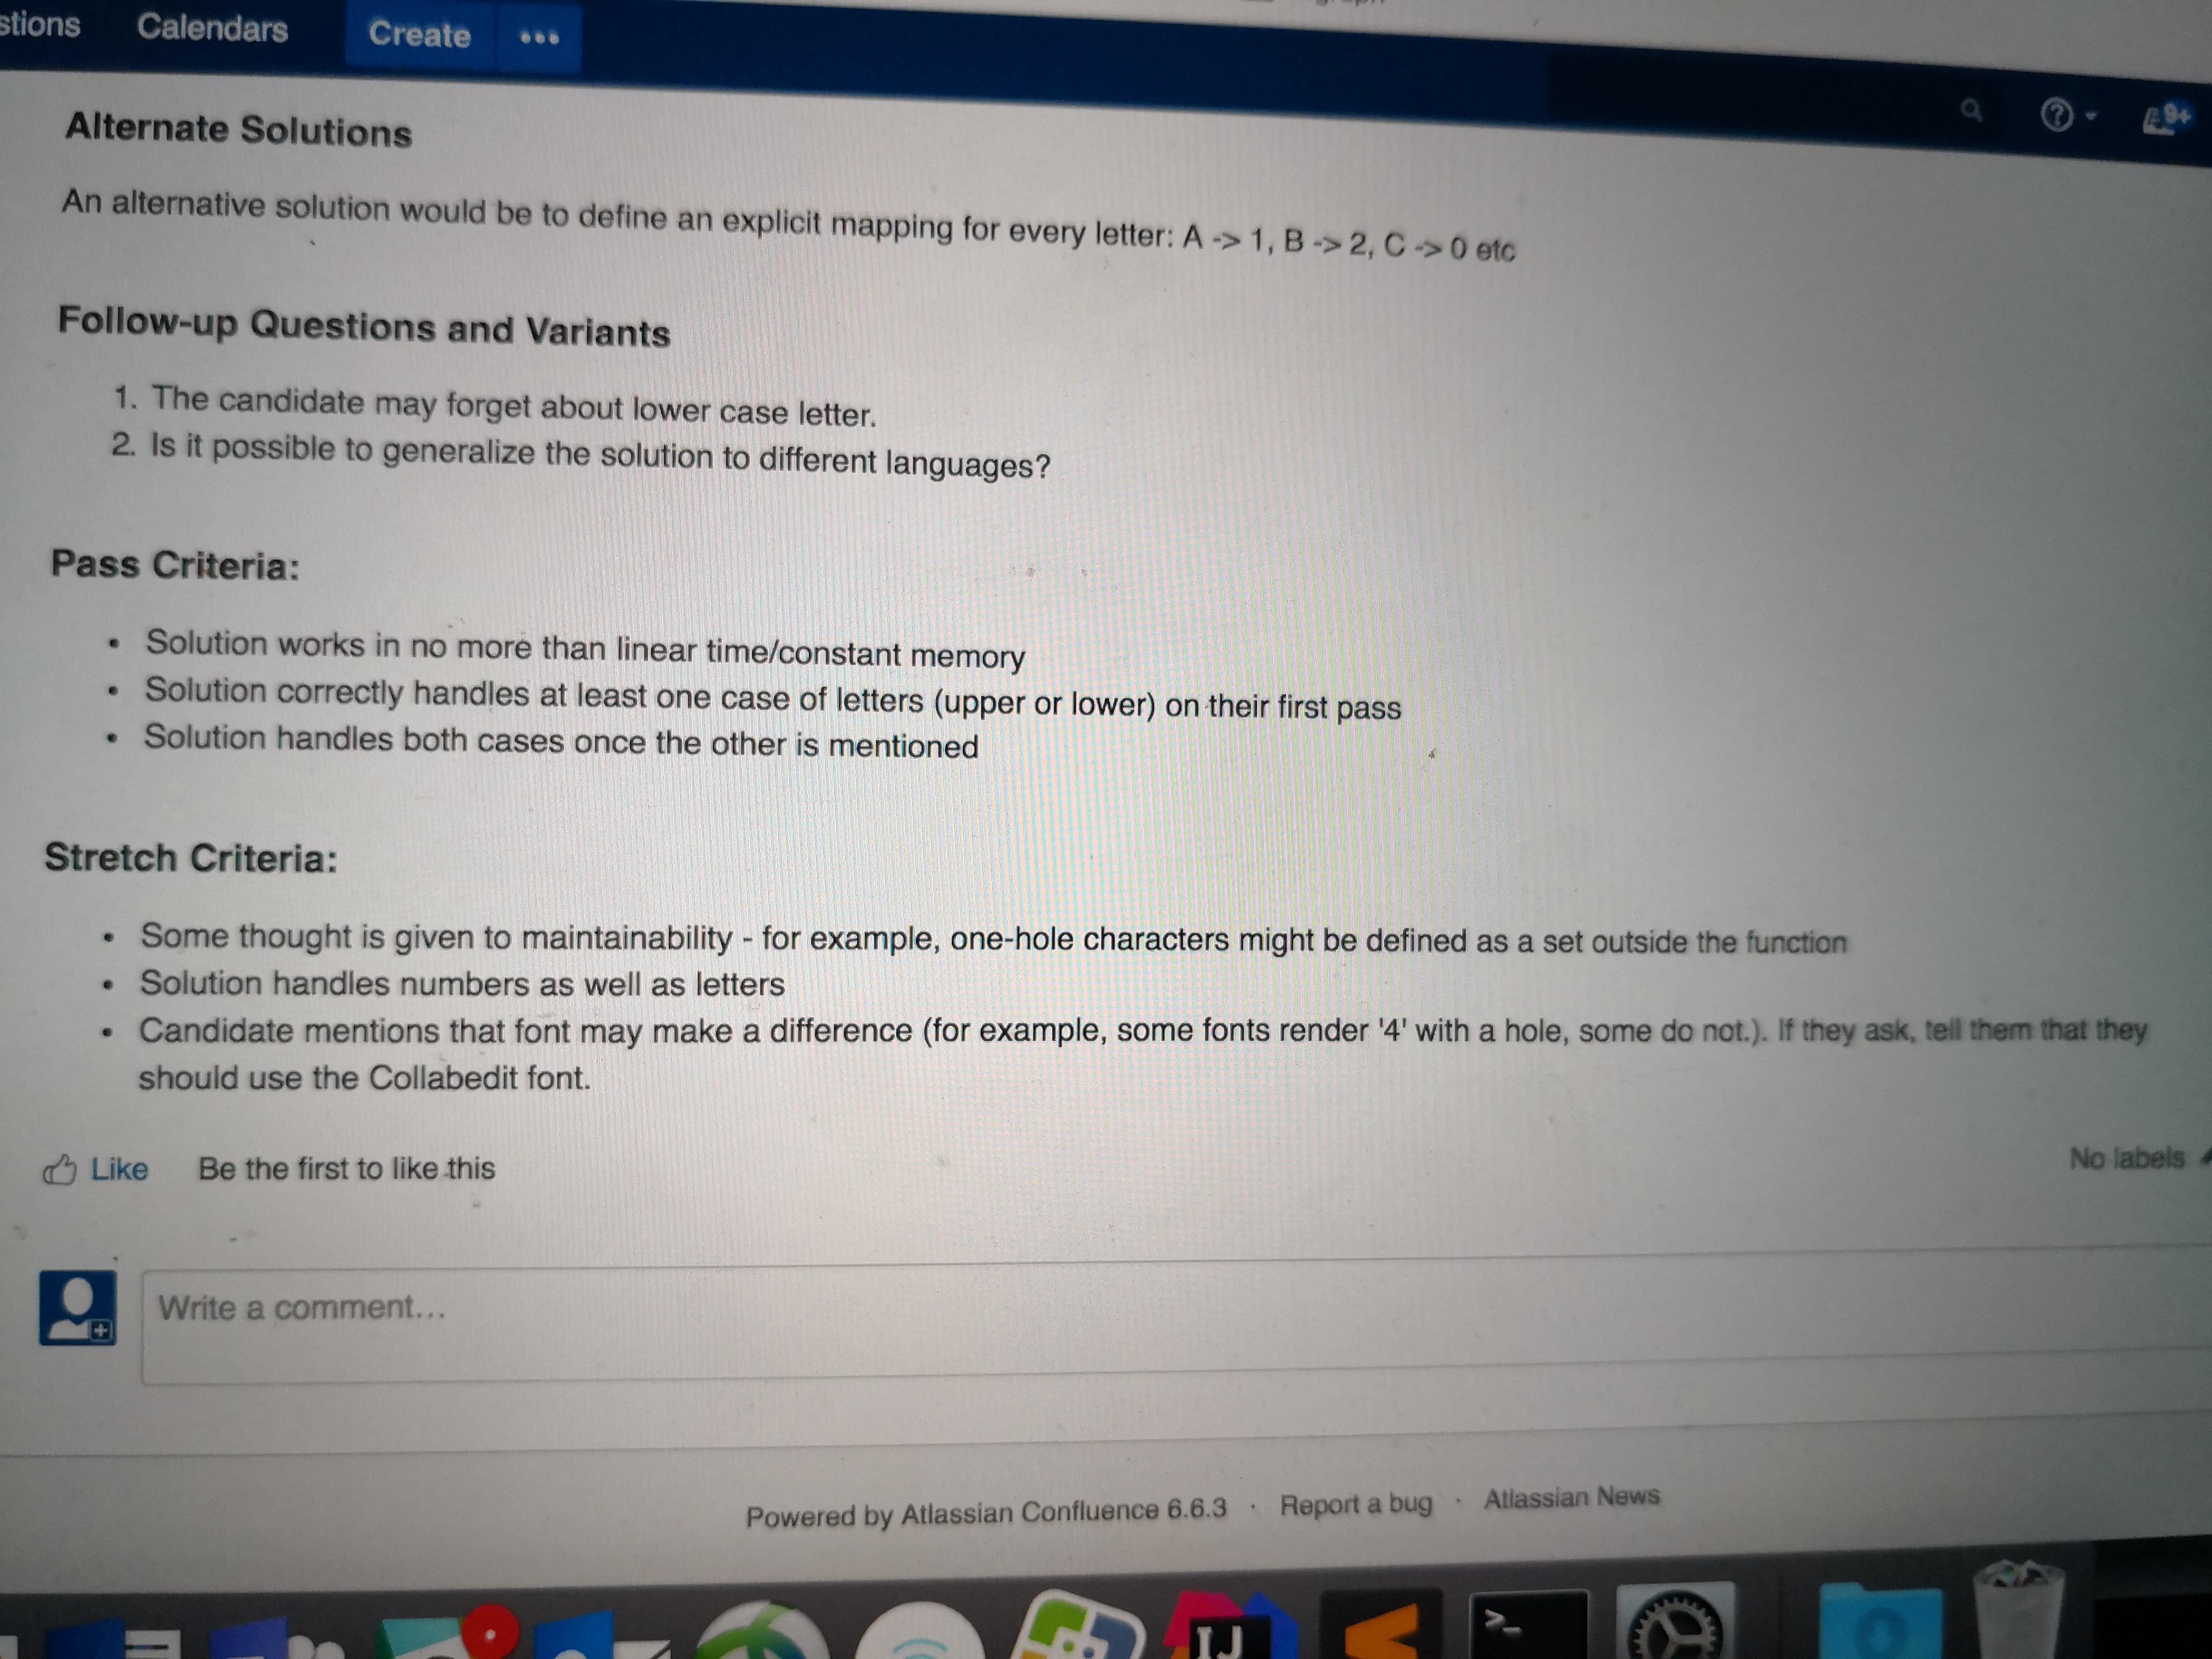 Calendars
Create
9+
Alternate Solutions
An alternative solution would be to define an explicit mapping for every letter: A -> 1, B -> 2, C -> 0 etc
Follow-up Questions and Variants
1. The candidate may forget about lower case letter.
2. Is it possible to generalize the solution to different languages?
Pass Criteria:
• Solution works in no more than linear time/constant memory
• Solution correctly handles at least one case of letters (upper or lower) on their first pass
• Solution handles both cases once the other is mentioned
Stretch Criteria:
• Some thought is given to maintainability - for example, one-hole characters might be defined as a set outside the function
• Solution handles numbers as well as letters
• Candidate mentions that font may make a difference (for example, some fonts render '4' with a hole, some do not.). If they ask, tell them that they
should use the Collabedit font.
Like Be the first to like this
No labels
Write a comment...
Powered by Atlassian Confluence 6.6.3 · Report a bug · Atlassian News
IJ
>_